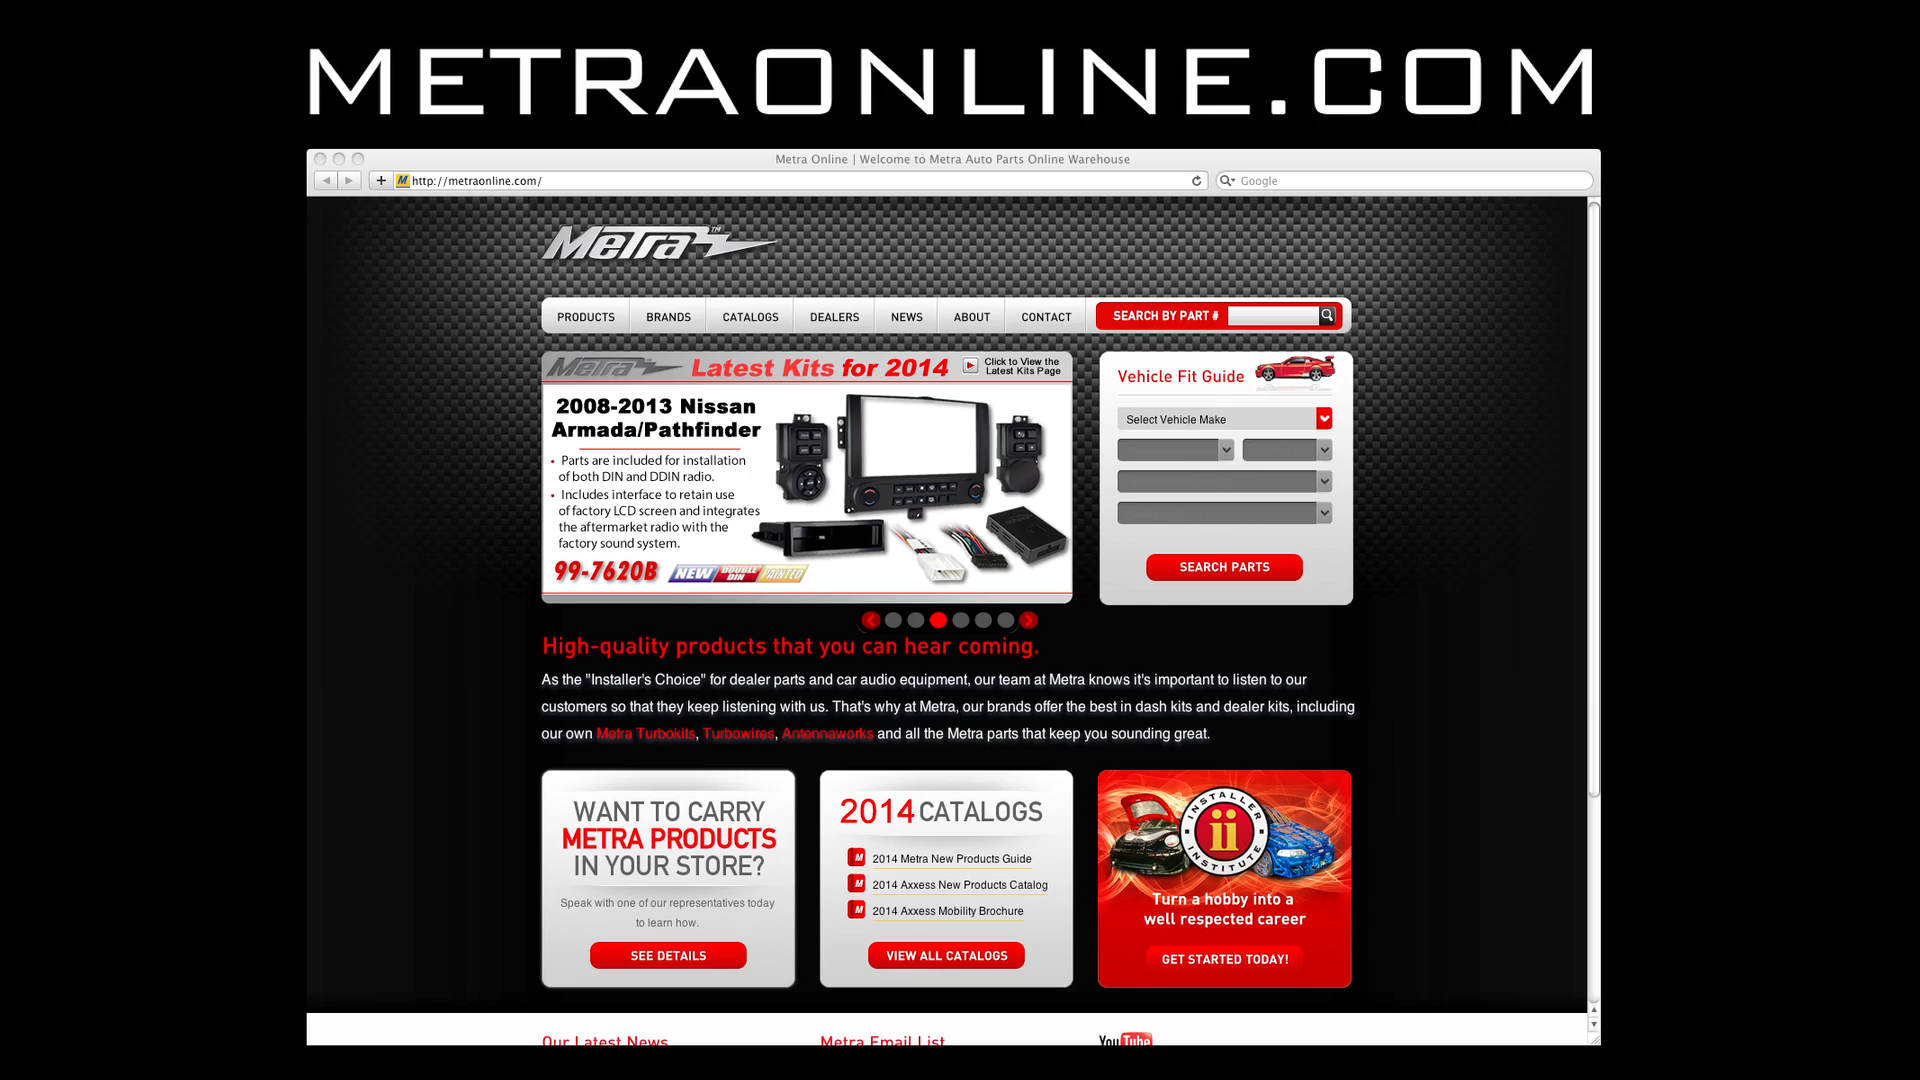 METRAONLINE.COM
Metra Online | Welcome to Metra Auto Parts Online Warehouse
http://metraonline.com/
Google
Metra™
PRODUCTS BRANDS CATALOGS DEALERS NEWS ABOUT CONTACT SEARCH BY PART #
Metra Latest Kits for 2014 Click to View the
Latest Kits Page
2008-2013 Nissan
Armada/Pathfinder
• Parts are included for installation
of both DIN and DDIN radio.
• Includes interface to retain use
of factory LCD screen and integrates
the aftermarket radio with the
factory sound system.
99-7620B NEW DOUBLE DIN PAINTED
Vehicle Fit Guide
Select Vehicle Make
SEARCH PARTS
High-quality products that you can hear coming.
As the "Installer's Choice" for dealer parts and car audio equipment, our team at Metra knows it's important to listen to our
customers so that they keep listening with us. That's why at Metra, our brands offer the best in dash kits and dealer kits, including
our own Metra Turbokits, Turbowires, Antennaworks and all the Metra parts that keep you sounding great.
WANT TO CARRY
METRA PRODUCTS
IN YOUR STORE?
Speak with one of our representatives today
to learn how.
SEE DETAILS
2014 CATALOGS
M 2014 Metra New Products Guide
M 2014 Axxess New Products Catalog
M 2014 Axxess Mobility Brochure
VIEW ALL CATALOGS
INSTALLER
ii
INSTITUTE
Turn a hobby into a
well respected career
GET STARTED TODAY!
Our Latest News
Metra Email List
YouTube